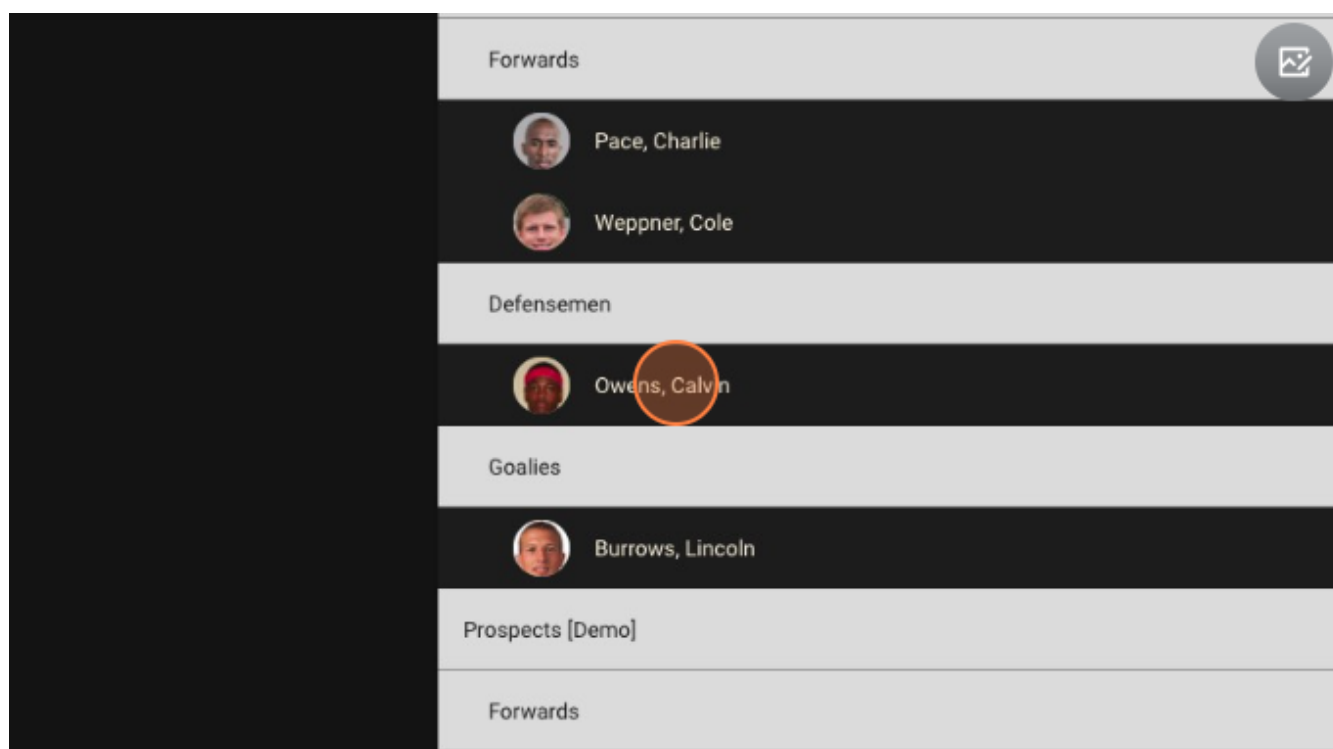 Forwards
Pace, Charlie
Weppner, Cole
Defensemen
Owens, Calvin
Goalies
Burrows, Lincoln
Prospects [Demo]
Forwards